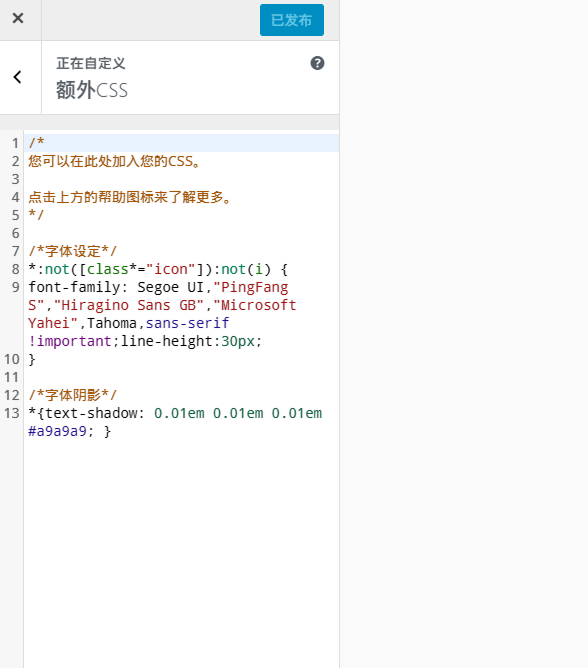 已发布
正在自定义
额外CSS
1 /*
2 您可以在此处加入您的CSS。
3
4 点击上方的帮助图标来了解更多。
5 */
6
7 /*字体设定*/
8 *:not([class*="icon"]):not(i) {
9 font-family: Segoe UI,"PingFang
S","Hiragino Sans GB","Microsoft
Yahei",Tahoma,sans-serif
!important;line-height:30px;
10 }
11
12 /*字体阴影*/
13 *{text-shadow: 0.01em 0.01em 0.01em
#a9a9a9; }